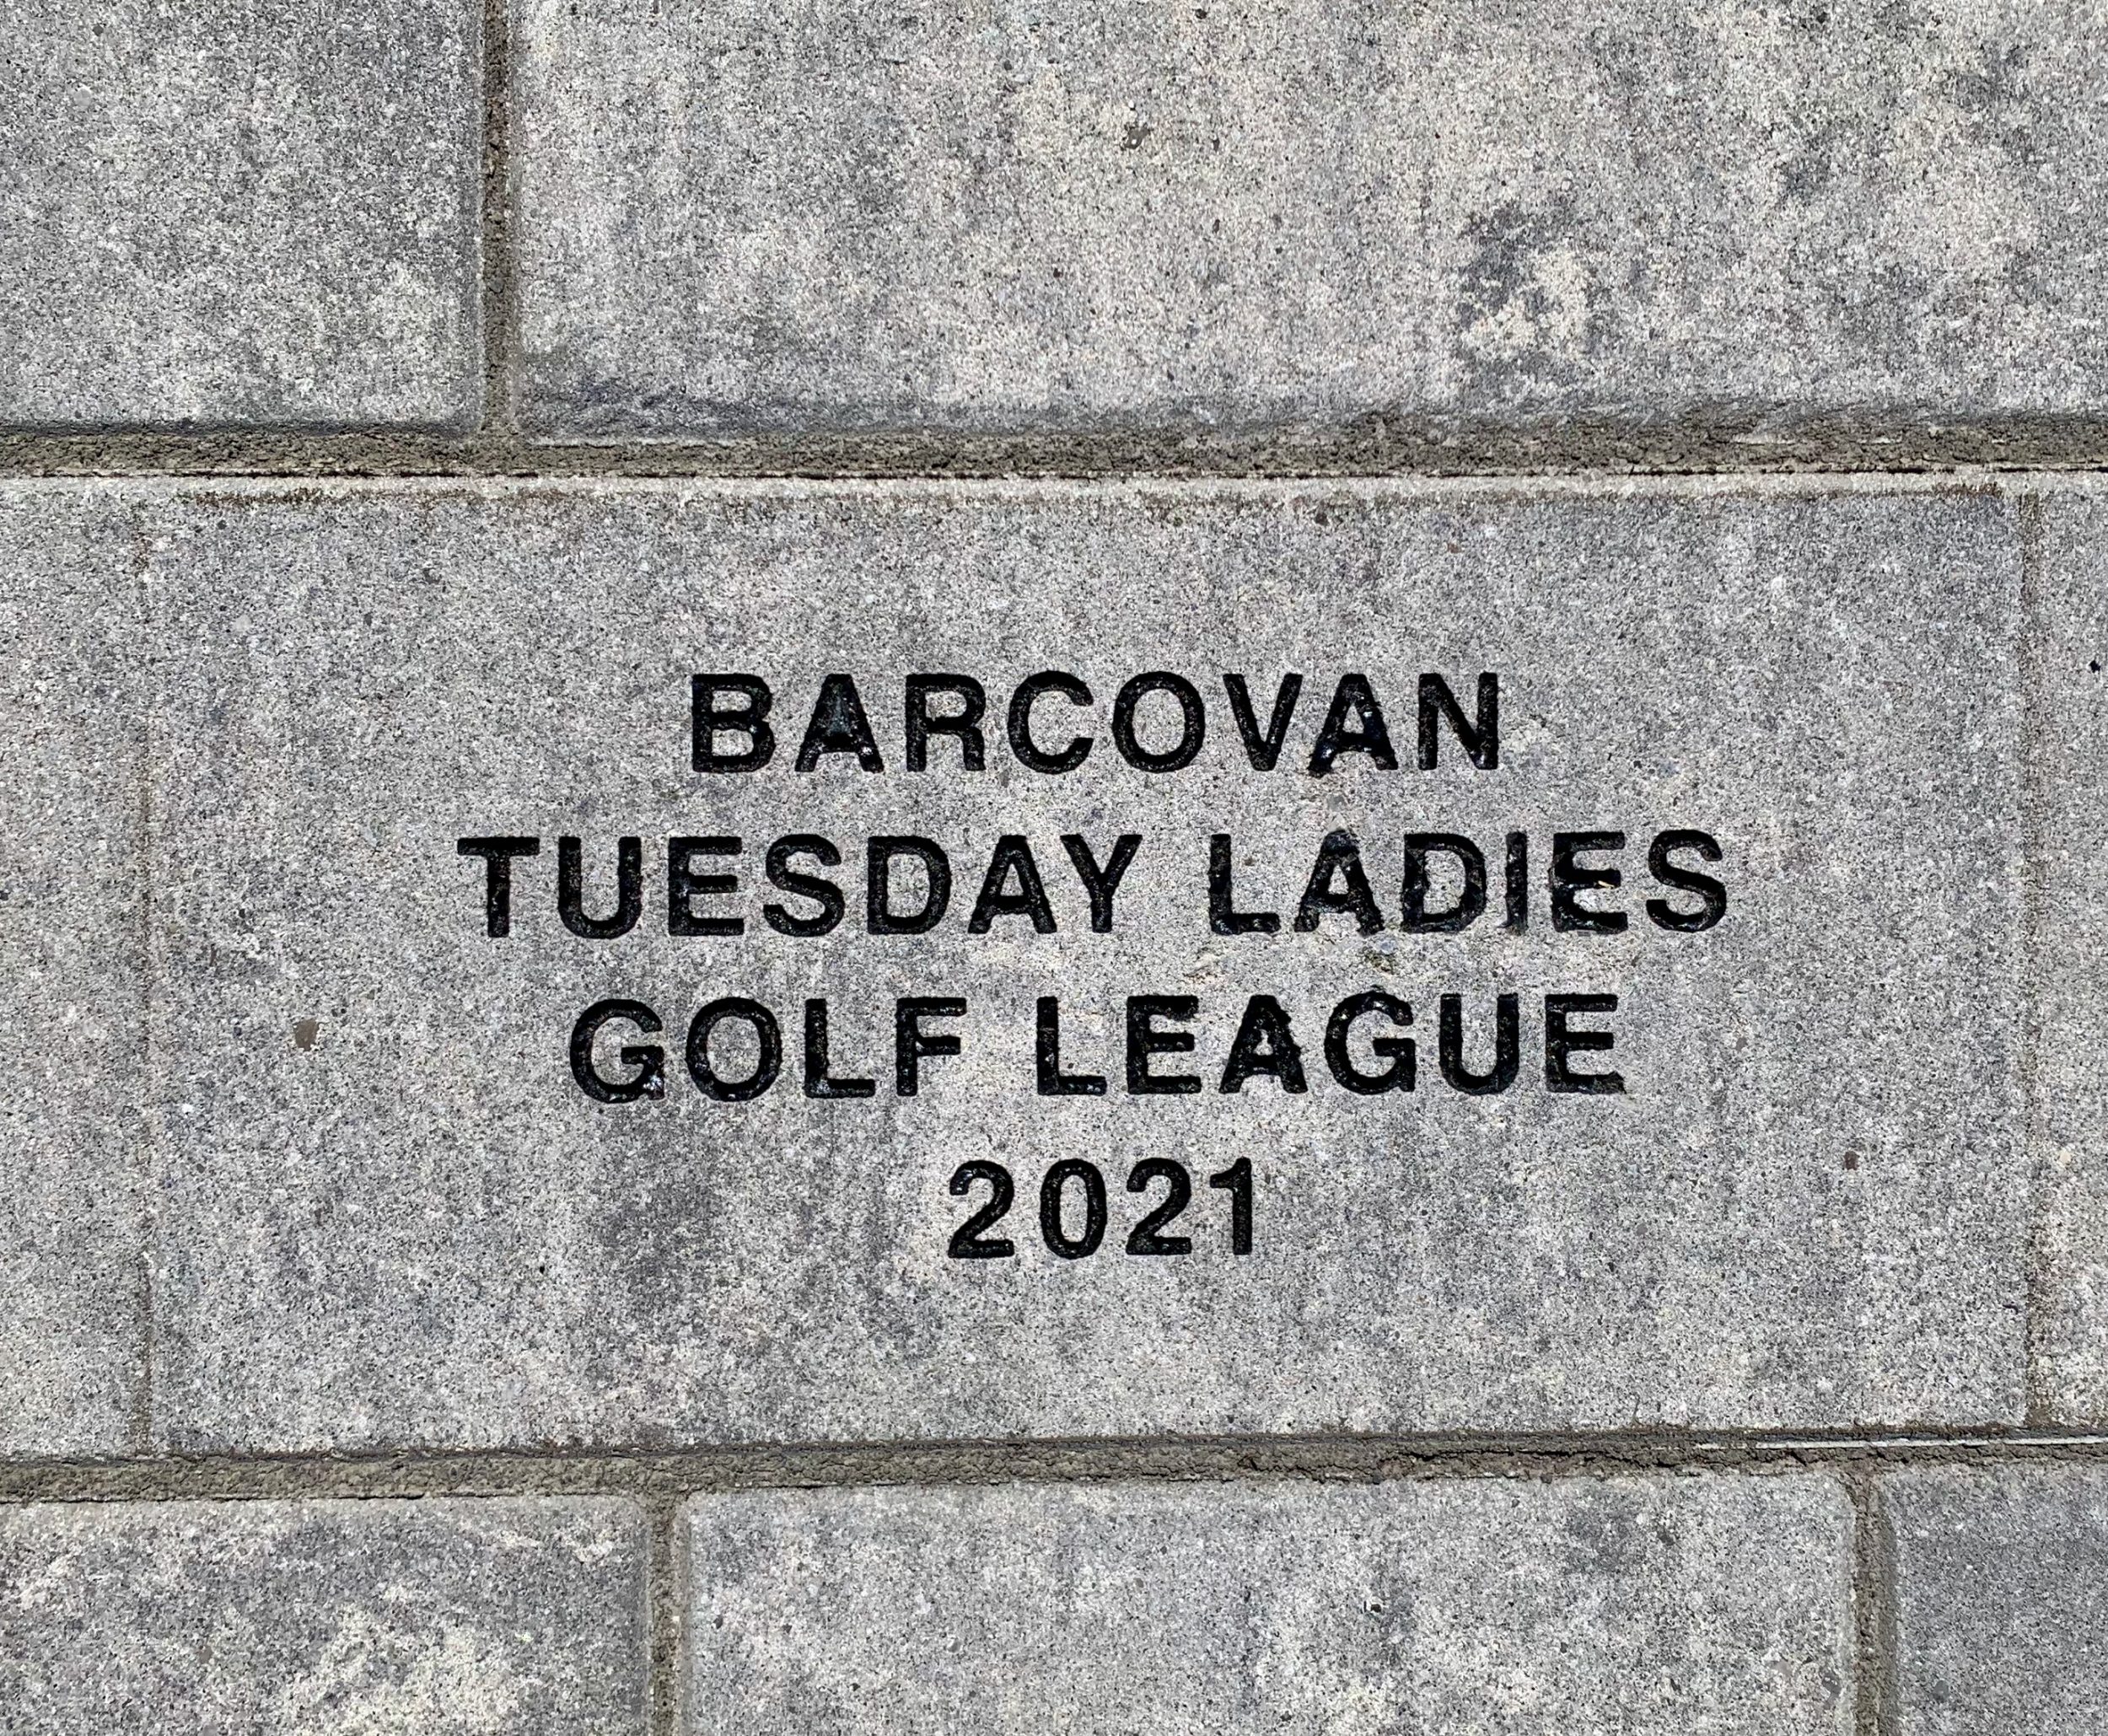 BARCOVAN
TUESDAY LADIES
GOLF LEAGUE
2021